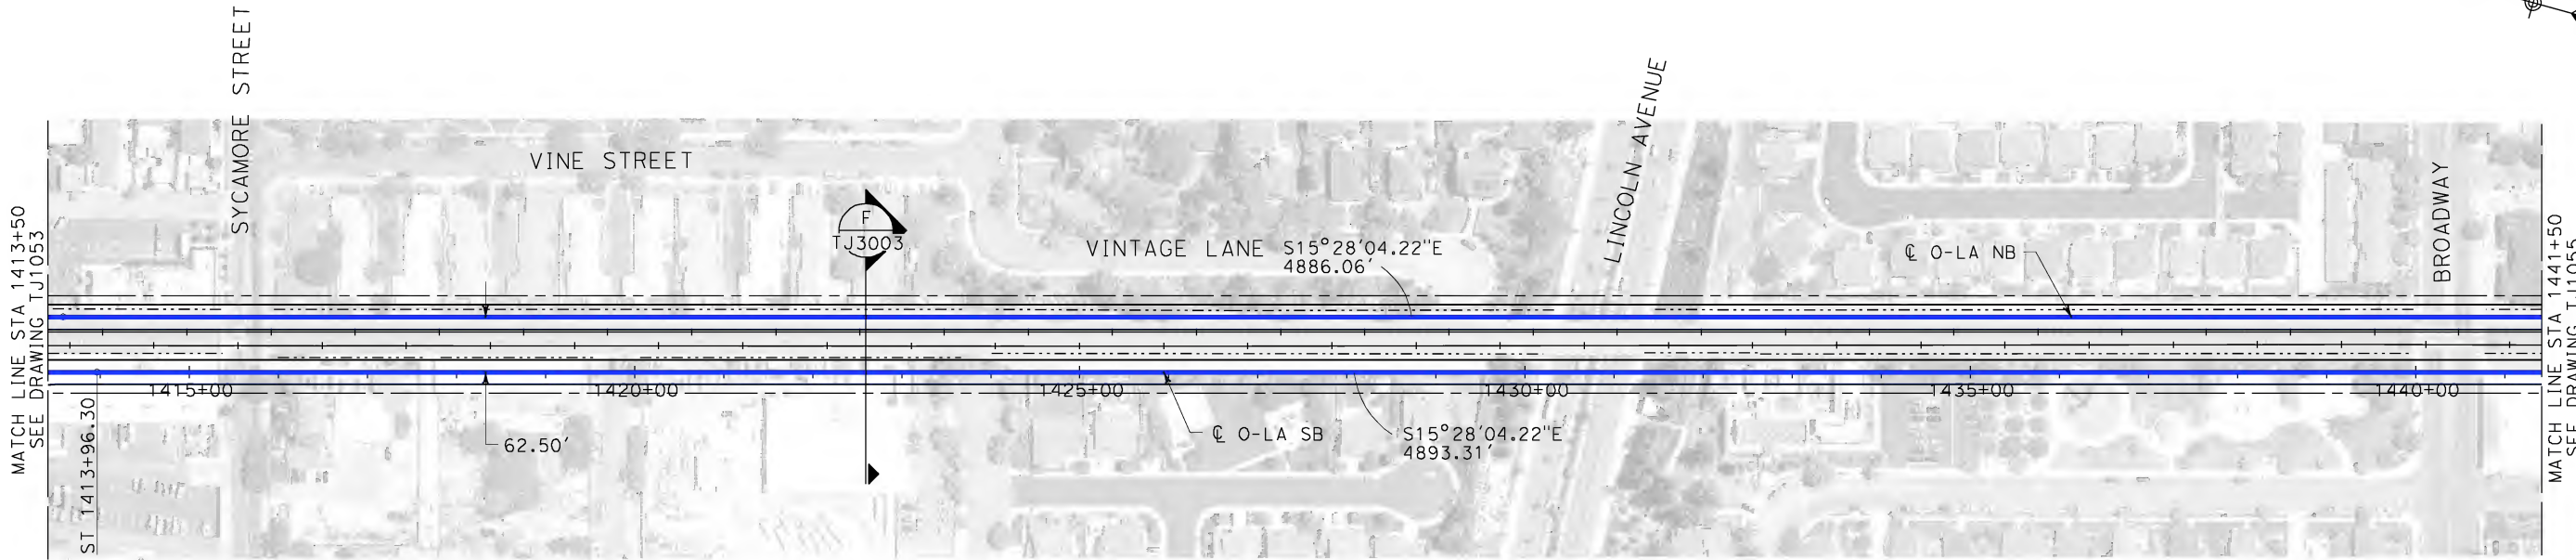 MATCH LINE STA 1413+50
SEE DRAWING TJ1053
SYCAMORE STREET
VINE STREET
F
TJ3003
VINTAGE LANE
S15°28'04.22"E
4886.06'
LINCOLN AVENUE
℄ O-LA NB
BROADWAY
MATCH LINE STA 1441+50
SEE DRAWING TJ1055
1415+00
1420+00
1425+00
1430+00
1435+00
1440+00
ST 1413+96.30
62.50'
℄ O-LA SB
S15°28'04.22"E
4893.31'